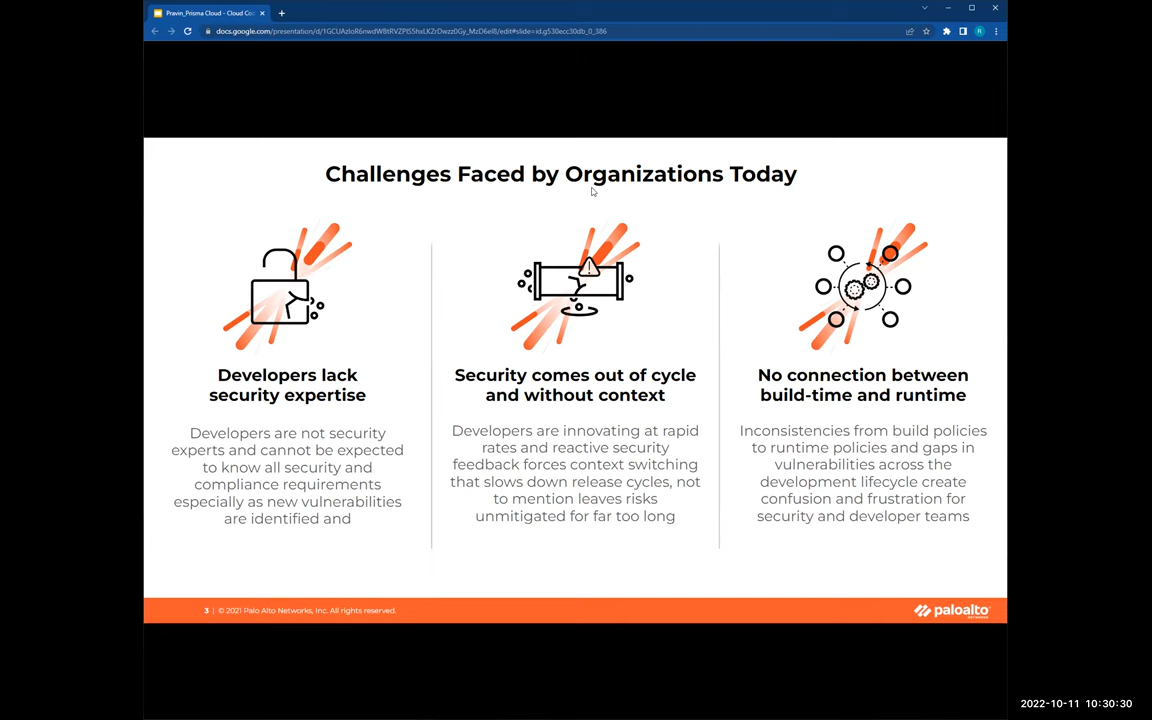 Pravin_Prisma Cloud - Cloud Co
docs.google.com/presentation/d/
Challenges Faced by Organizations Today
Developers lack
security expertise
Developers are not security
experts and cannot be expected
to know all security and
compliance requirements
especially as new vulnerabilities
are identified and
Security comes out of cycle
and without context
Developers are innovating at rapid
rates and reactive security
feedback forces context switching
that slows down release cycles, not
to mention leaves risks
unmitigated for far too long
No connection between
build-time and runtime
Inconsistencies from build policies
to runtime policies and gaps in
vulnerabilities across the
development lifecycle create
confusion and frustration for
security and developer teams
3 | © 2021 Palo Alto Networks, Inc. All rights reserved.
paloalto
NETWORKS
2022-10-11 10:30:30